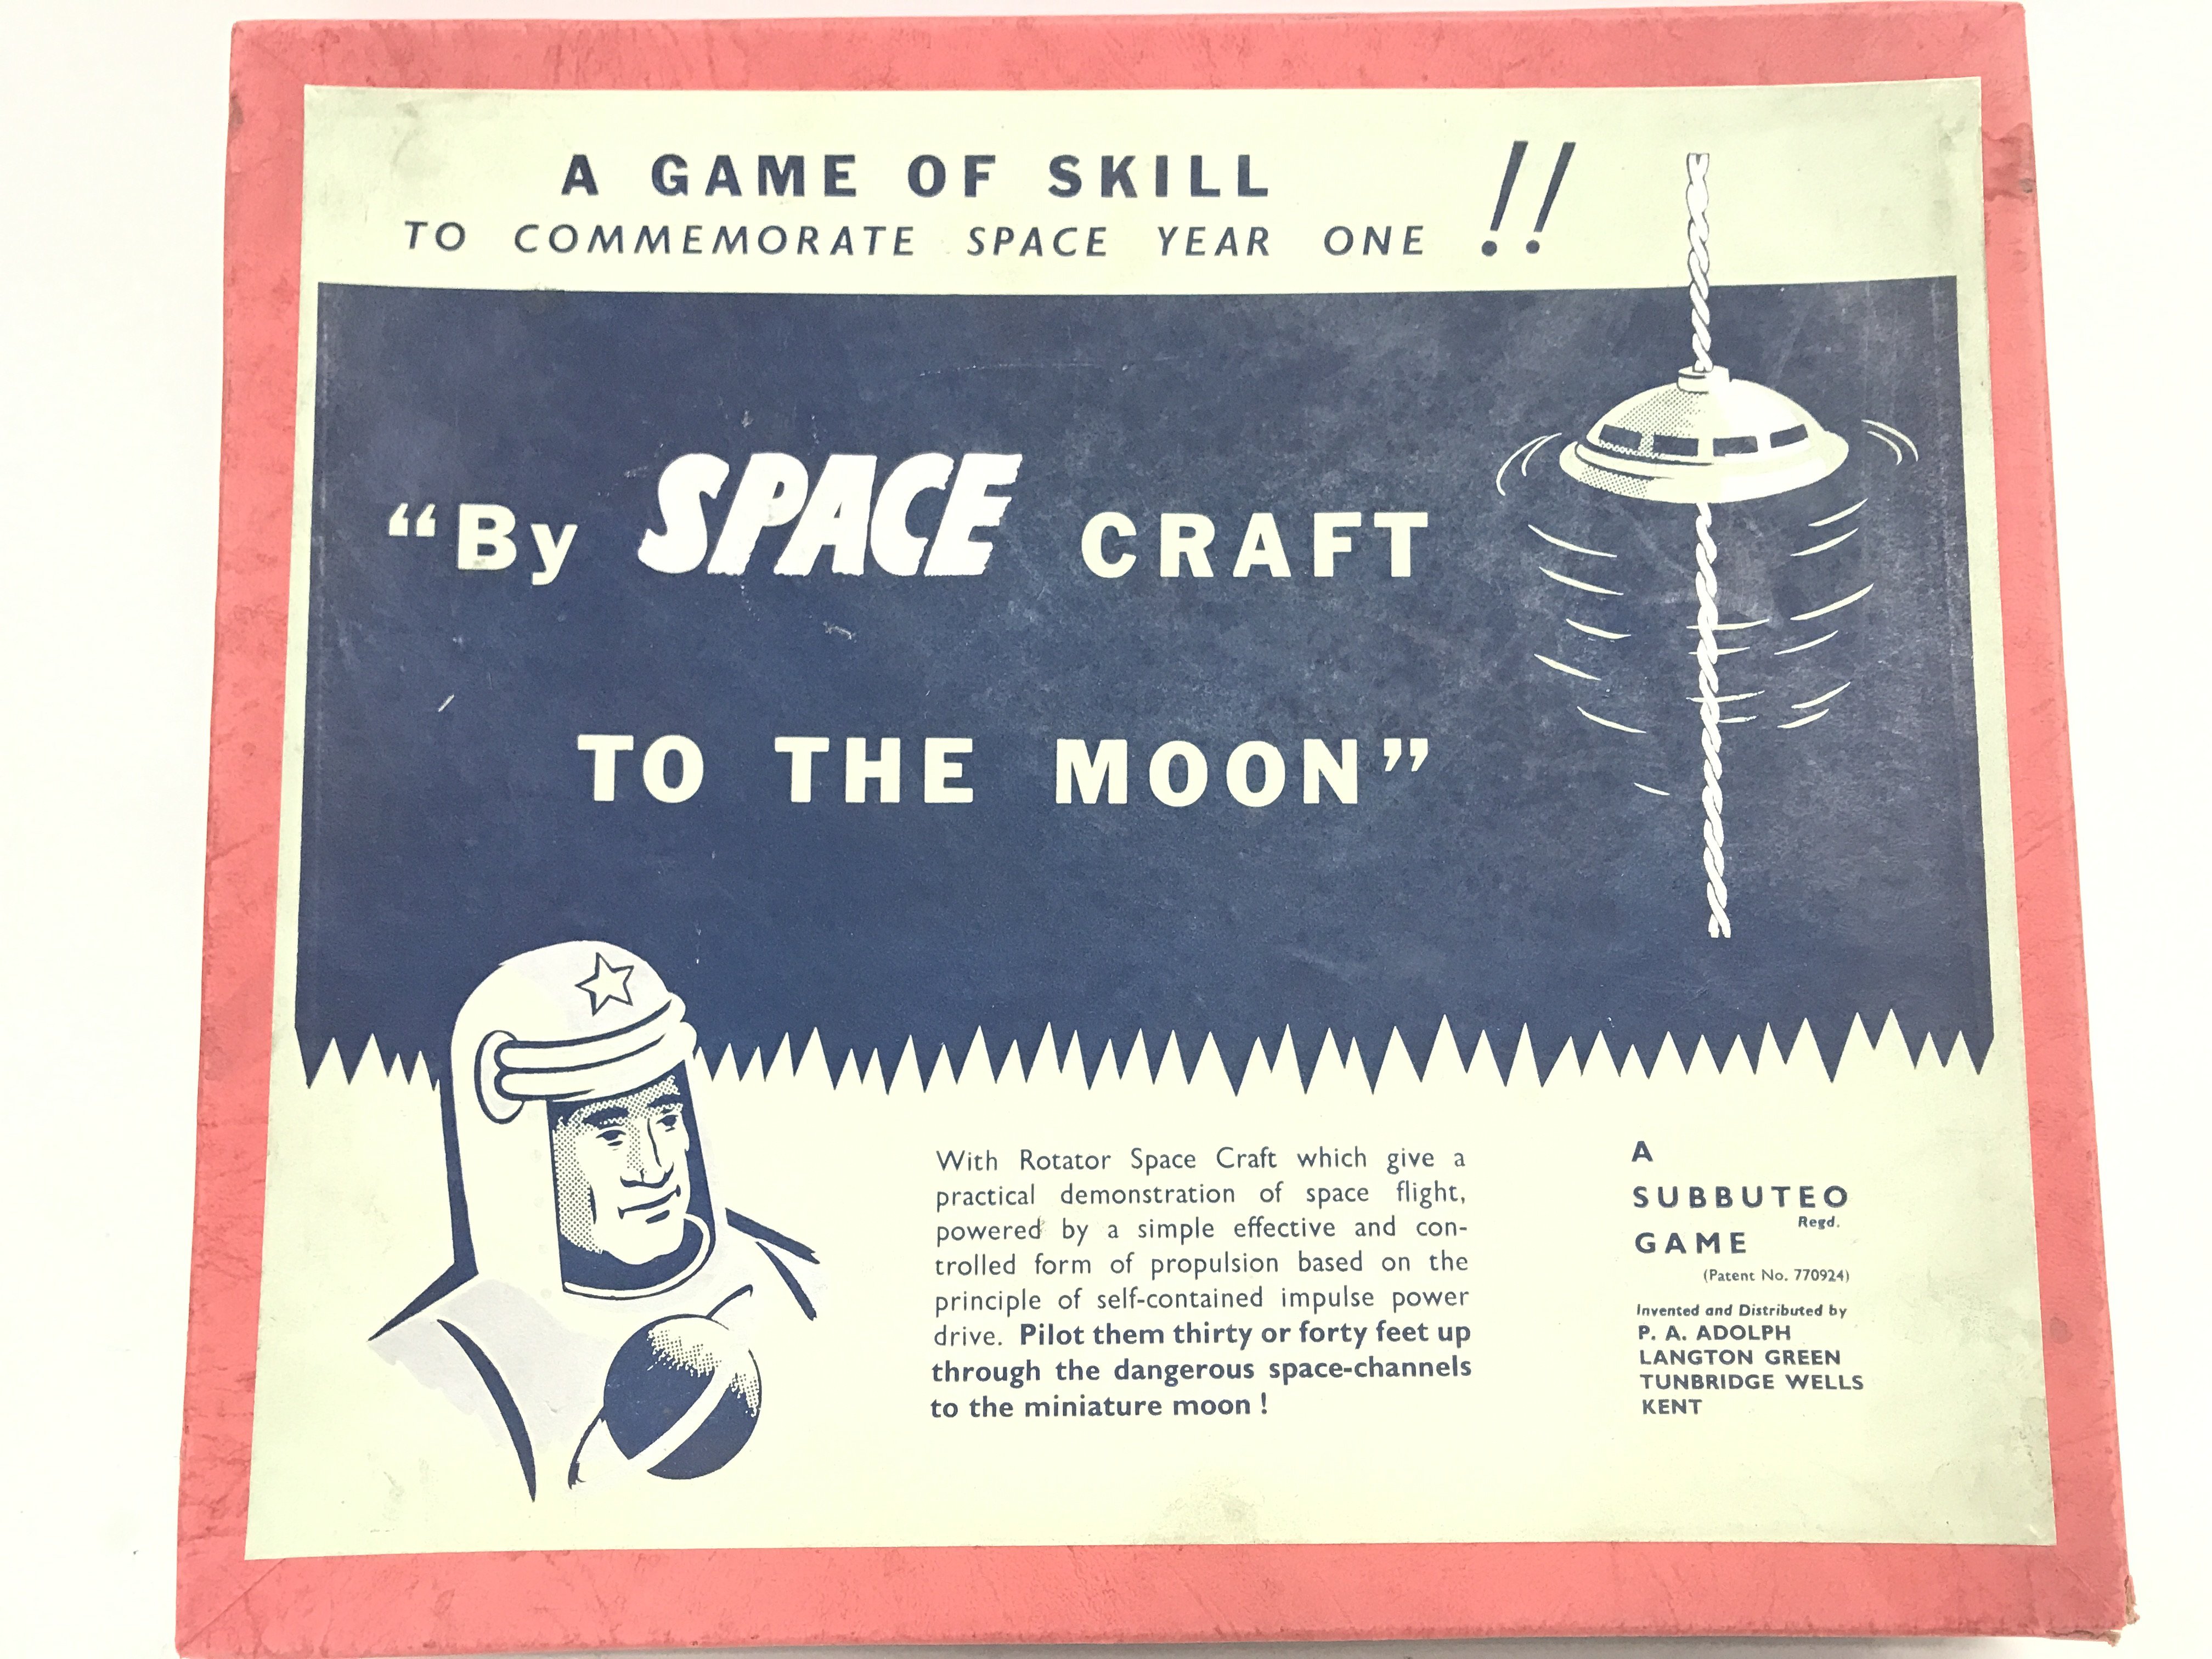 A GAME OF SKILL !!
TO COMMEMORATE SPACE YEAR ONE
“By SPACE CRAFT
TO THE MOON”
With Rotator Space Craft which give a
practical demonstration of space flight,
powered by a simple effective and con-
trolled form of propulsion based on the
principle of self-contained impulse power
drive. Pilot them thirty or forty feet up
through the dangerous space-channels
to the miniature moon !
A
SUBBUTEO
Regd.
GAME
(Patent No. 770924)
Invented and Distributed by
P. A. ADOLPH
LANGTON GREEN
TUNBRIDGE WELLS
KENT